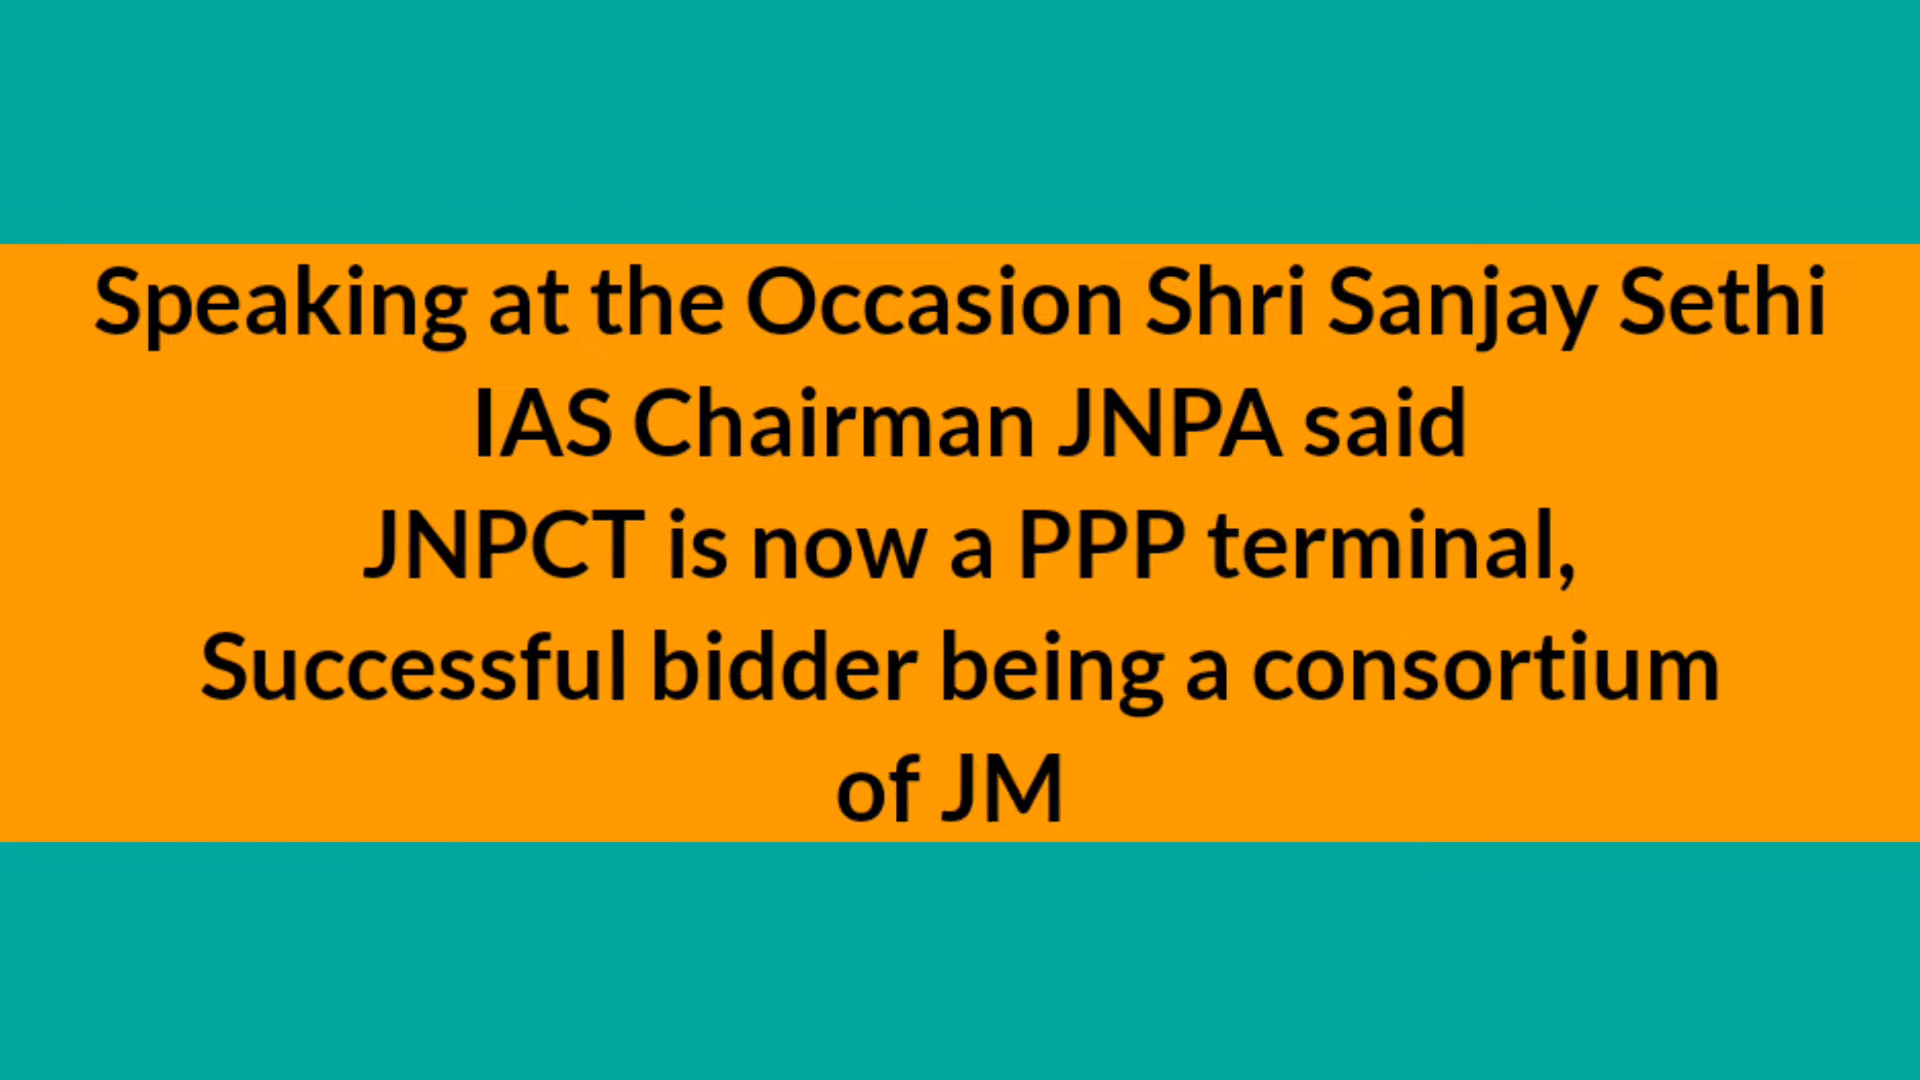 Speaking at the Occasion Shri Sanjay Sethi
IAS Chairman JNPA said
JNPCT is now a PPP terminal,
Successful bidder being a consortium
of JM